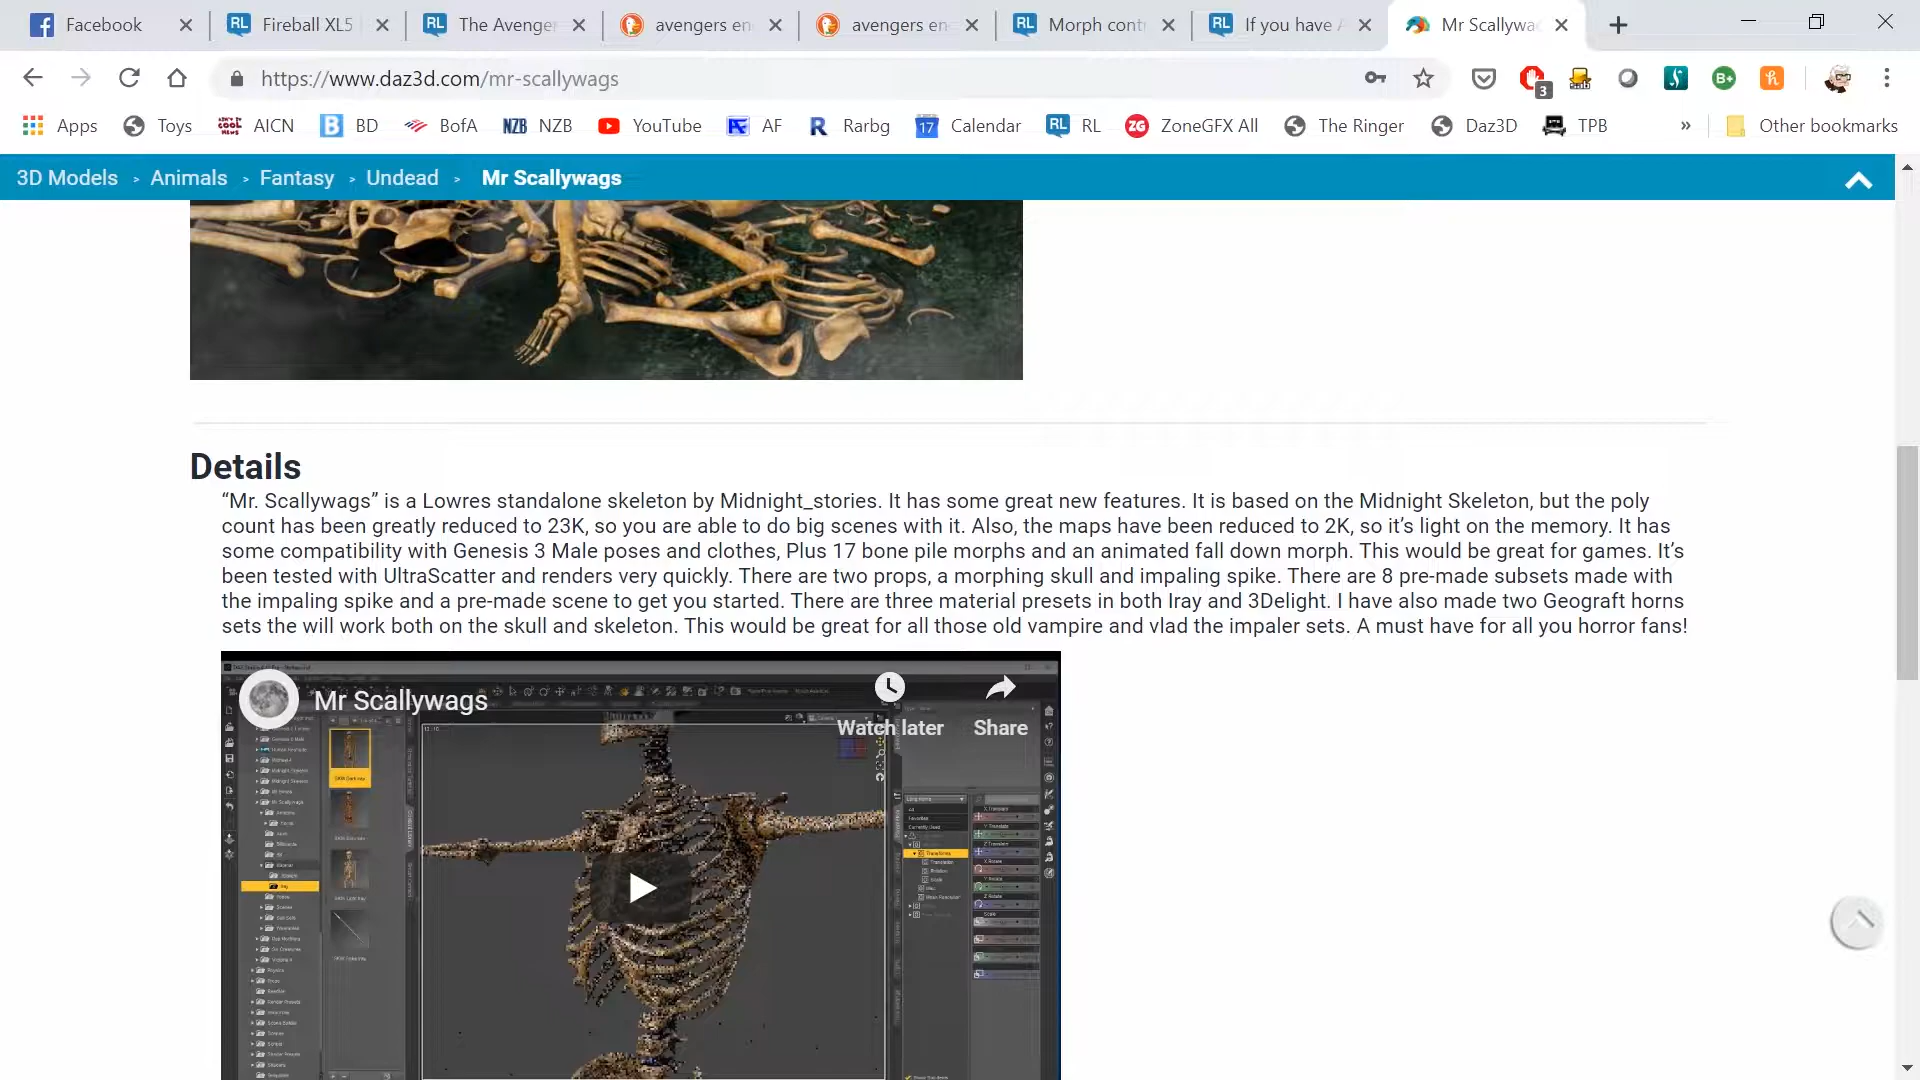 Facebook
Fireball XL5
The Avenger
avengers en
avengers en
Morph cont
If you have A
Mr Scallywa
https://www.daz3d.com/mr-scallywags
3
Apps
Toys
AICN
BD
BofA
NZB
YouTube
AF
Rarbg
17
Calendar
RL
ZoneGFX All
The Ringer
Daz3D
TPB
»
Other bookmarks
3D Models > Animals > Fantasy > Undead > Mr Scallywags
Details
“Mr. Scallywags” is a Lowres standalone skeleton by Midnight_stories. It has some great new features. It is based on the Midnight Skeleton, but the poly
count has been greatly reduced to 23K, so you are able to do big scenes with it. Also, the maps have been reduced to 2K, so it’s light on the memory. It has
some compatibility with Genesis 3 Male poses and clothes, Plus 17 bone pile morphs and an animated fall down morph. This would be great for games. It’s
been tested with UltraScatter and renders very quickly. There are two props, a morphing skull and impaling spike. There are 8 pre-made subsets made with
the impaling spike and a pre-made scene to get you started. There are three material presets in both Iray and 3Delight. I have also made two Geograft horns
sets the will work both on the skull and skeleton. This would be great for all those old vampire and vlad the impaler sets. A must have for all you horror fans!
Mr Scallywags
Watch later
Share